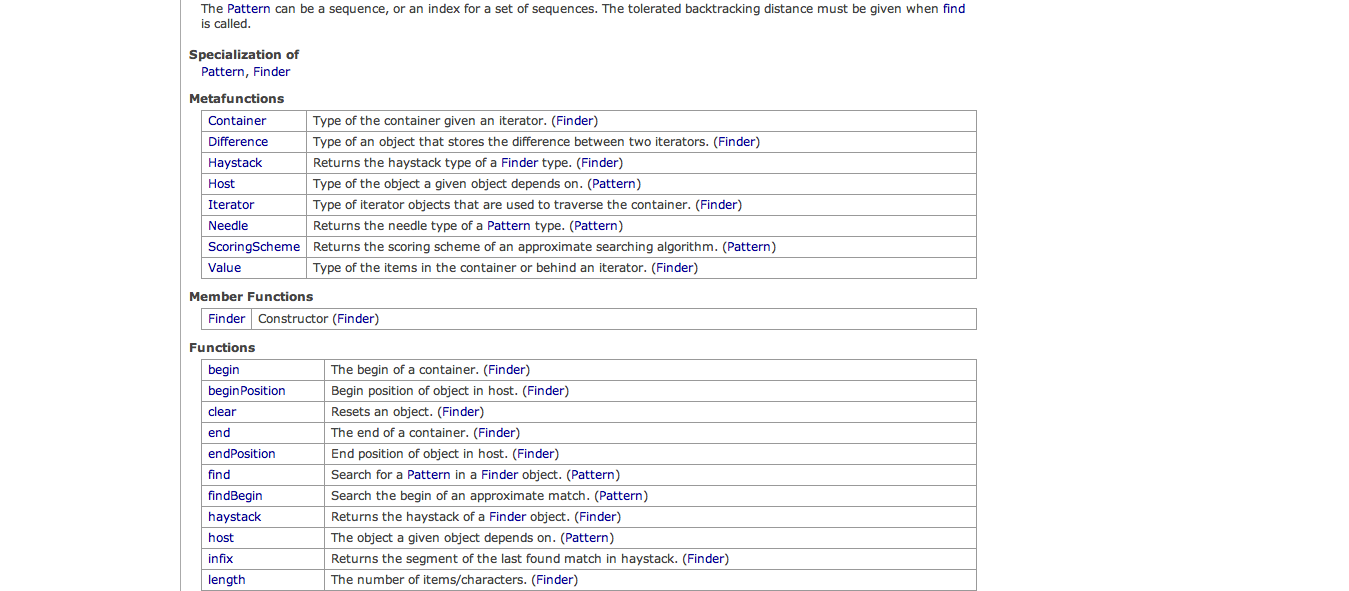 The Pattern can be a sequence, or an index for a set of sequences. The tolerated backtracking distance must be given when find
is called.
Specialization of
Pattern, Finder
Metafunctions
Container Type of the container given an iterator. (Finder)
Difference Type of an object that stores the difference between two iterators. (Finder)
Haystack Returns the haystack type of a Finder type. (Finder)
Host Type of the object a given object depends on. (Pattern)
Iterator Type of iterator objects that are used to traverse the container. (Finder)
Needle Returns the needle type of a Pattern type. (Pattern)
ScoringScheme Returns the scoring scheme of an approximate searching algorithm. (Pattern)
Value Type of the items in the container or behind an iterator. (Finder)
Member Functions
Finder Constructor (Finder)
Functions
begin The begin of a container. (Finder)
beginPosition Begin position of object in host. (Finder)
clear Resets an object. (Finder)
end The end of a container. (Finder)
endPosition End position of object in host. (Finder)
find Search for a Pattern in a Finder object. (Pattern)
findBegin Search the begin of an approximate match. (Pattern)
haystack Returns the haystack of a Finder object. (Finder)
host The object a given object depends on. (Pattern)
infix Returns the segment of the last found match in haystack. (Finder)
length The number of items/characters. (Finder)